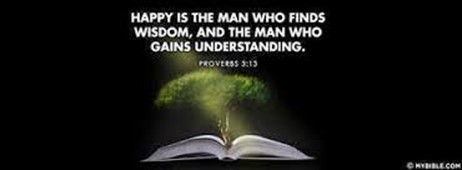 HAPPY IS THE MAN WHO FINDS
WISDOM, AND THE MAN WHO
GAINS UNDERSTANDING.
PROVERBS 3:13
© MYBIBLE.COM